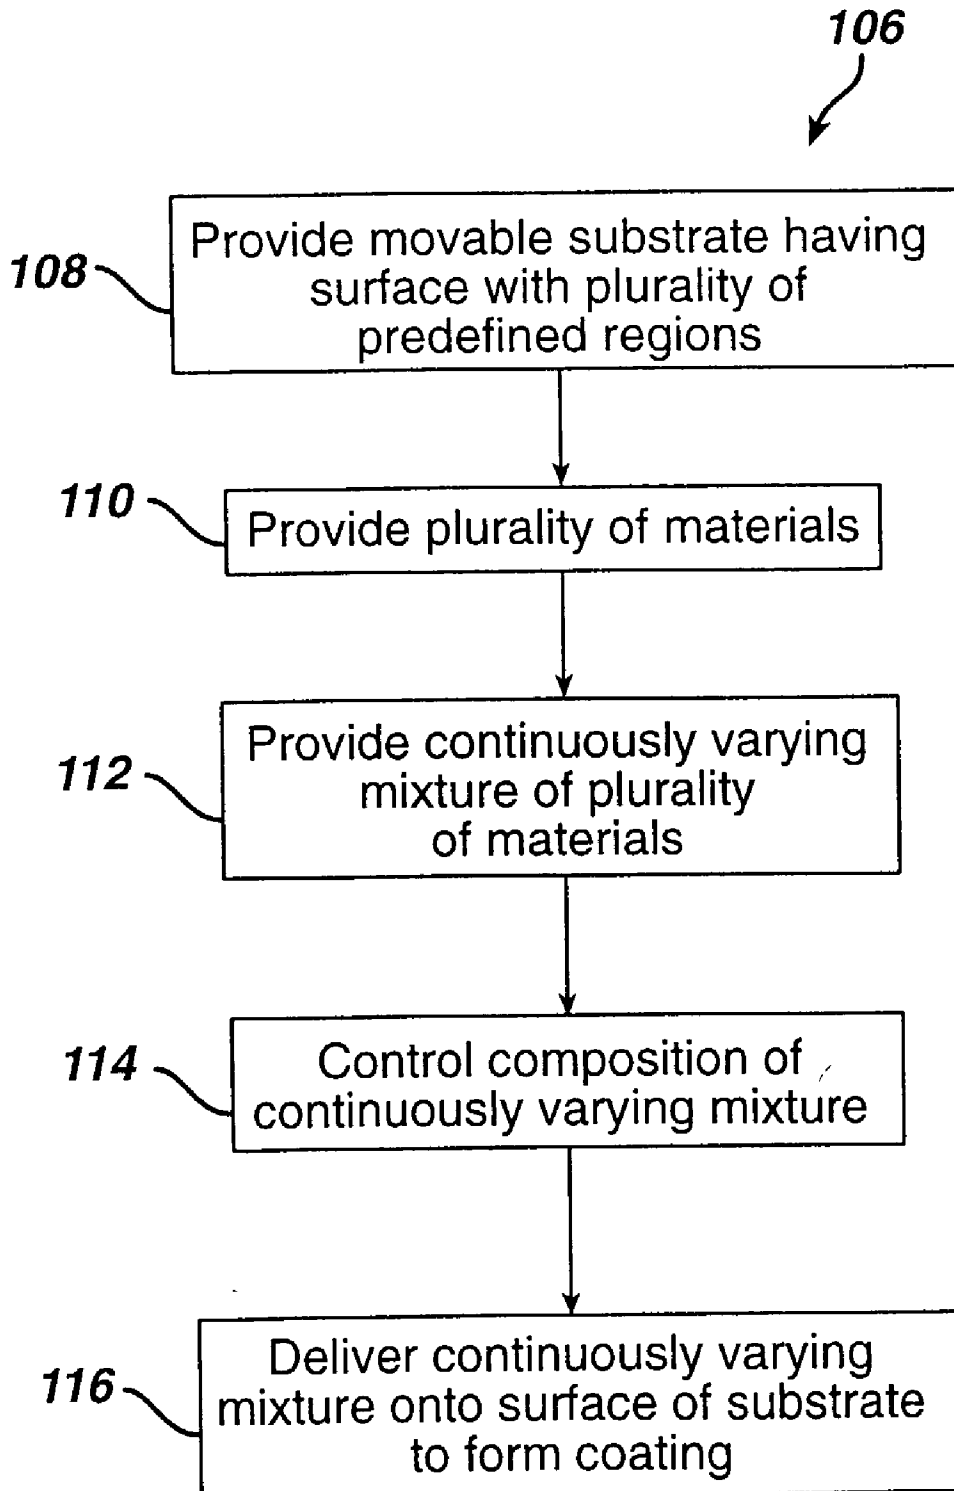 106
108
Provide movable substrate having
surface with plurality of
predefined regions
110
Provide plurality of materials
112
Provide continuously varying
mixture of plurality
of materials
114
Control composition of
continuously varying mixture
116
Deliver continuously varying
mixture onto surface of substrate
to form coating